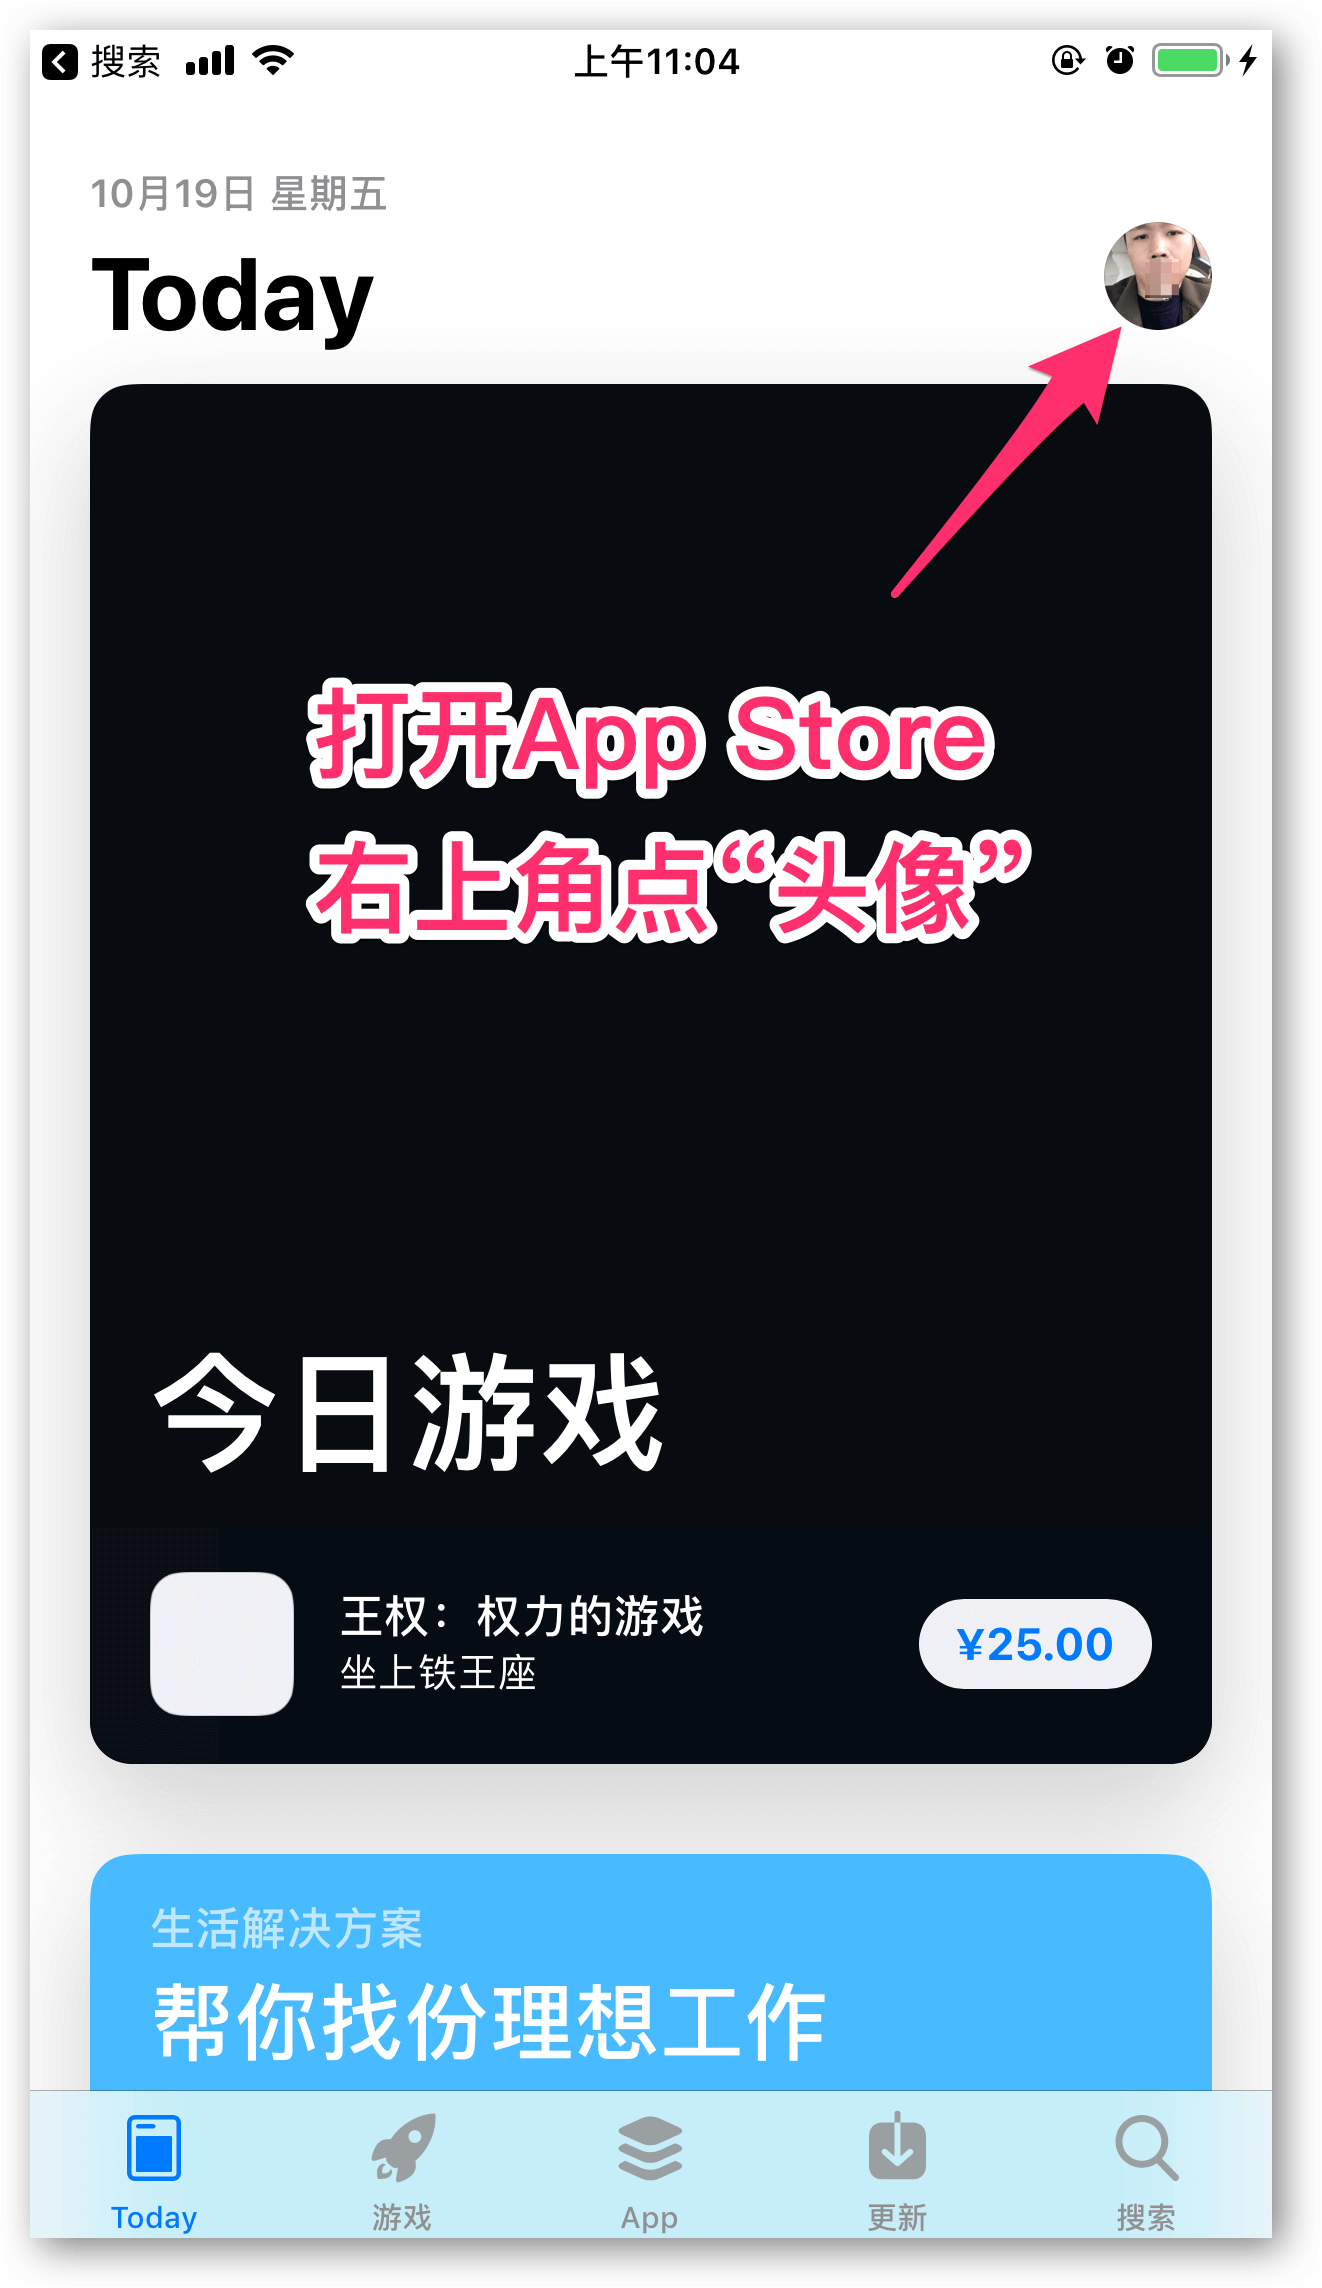 搜索
上午11:04
10月19日 星期五
Today
打开App Store
右上角点“头像”
今日游戏
王权：权力的游戏
坐上铁王座
¥25.00
生活解决方案
帮你找份理想工作
Today
游戏
App
更新
搜索